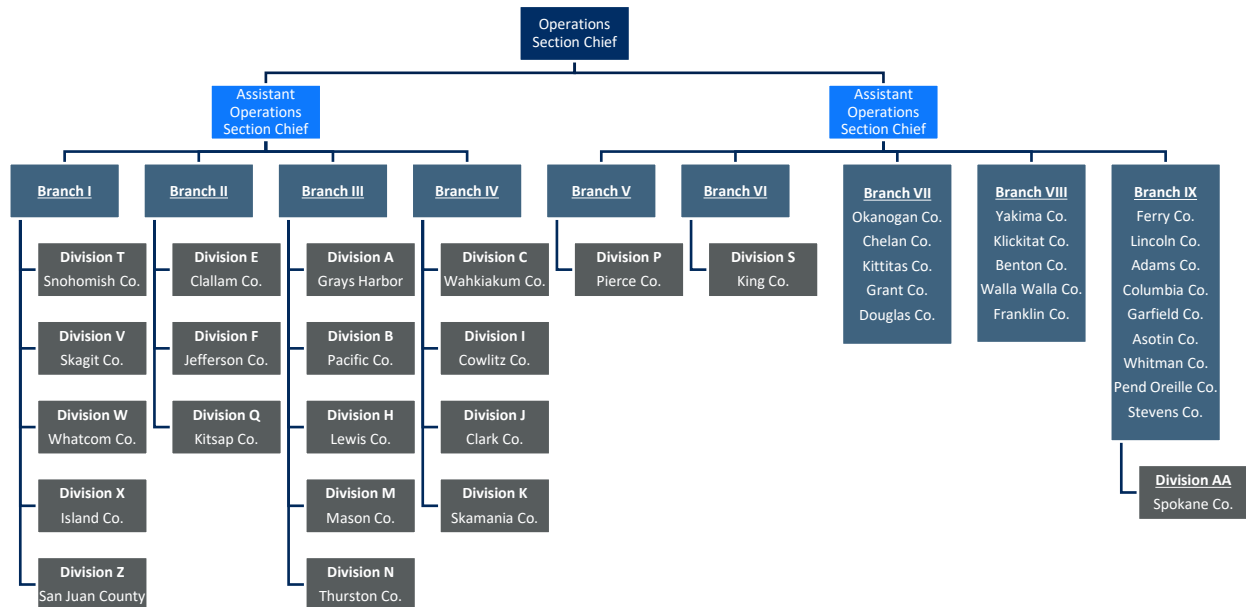 Operations
Section Chief
Assistant
Operations
Section Chief
Assistant
Operations
Section Chief
Branch I
Division T
Snohomish Co.
Division V
Skagit Co.
Division W
Whatcom Co.
Division X
Island Co.
Division Z
San Juan County
Branch II
Division E
Clallam Co.
Division F
Jefferson Co.
Division Q
Kitsap Co.
Branch III
Division A
Grays Harbor
Division B
Pacific Co.
Division H
Lewis Co.
Division M
Mason Co.
Division N
Thurston Co.
Branch IV
Division C
Wahkiakum Co.
Division I
Cowlitz Co.
Division J
Clark Co.
Division K
Skamania Co.
Branch V
Division P
Pierce Co.
Branch VI
Division S
King Co.
Branch VII
Okanogan Co.
Chelan Co.
Kittitas Co.
Grant Co.
Douglas Co.
Branch VIII
Yakima Co.
Klickitat Co.
Benton Co.
Walla Walla Co.
Franklin Co.
Branch IX
Ferry Co.
Lincoln Co.
Adams Co.
Columbia Co.
Garfield Co.
Asotin Co.
Whitman Co.
Pend Oreille Co.
Stevens Co.
Division AA
Spokane Co.